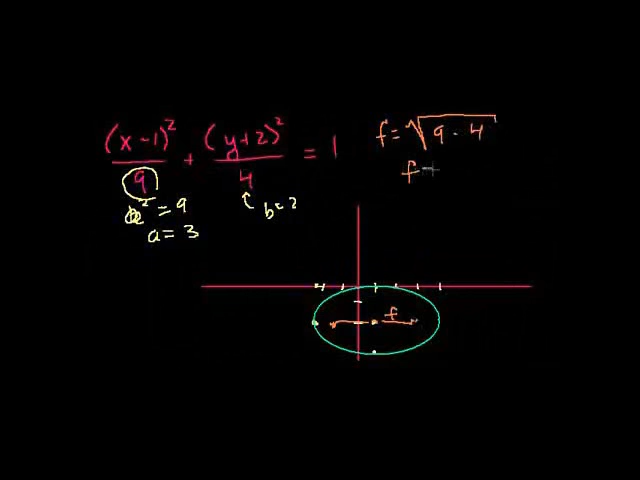 (x-1)²/9 + (y+2)²/4 = 1
f = √(9 - 4)
f =
a² = 9
b = 2
a = 3
f